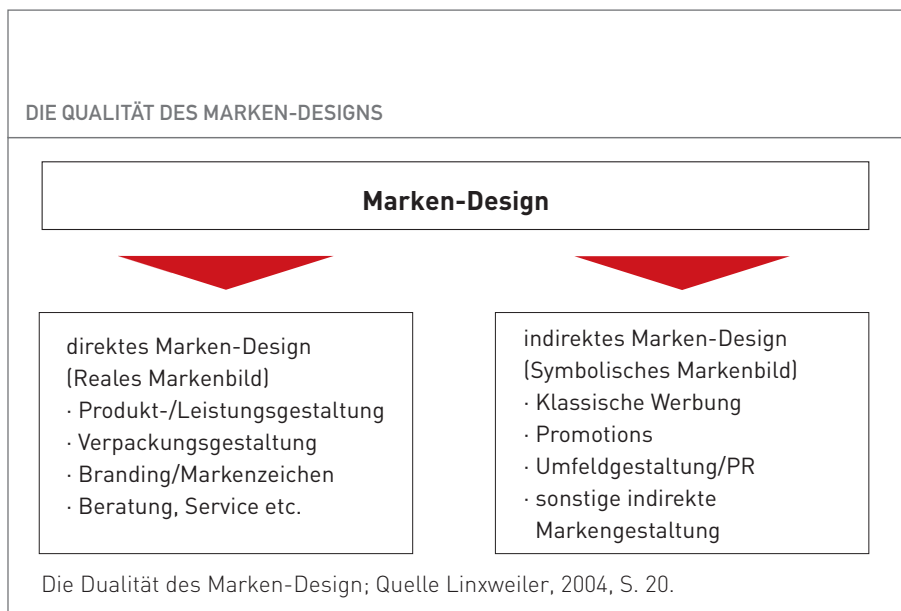 DIE QUALITÄT DES MARKEN-DESIGNS
Marken-Design
direktes Marken-Design
(Reales Markenbild)
· Produkt-/Leistungsgestaltung
· Verpackungsgestaltung
· Branding/Markenzeichen
· Beratung, Service etc.
indirektes Marken-Design
(Symbolisches Markenbild)
· Klassische Werbung
· Promotions
· Umfeldgestaltung/PR
· sonstige indirekte
Markengestaltung
Die Dualität des Marken-Design; Quelle Linxweiler, 2004, S. 20.